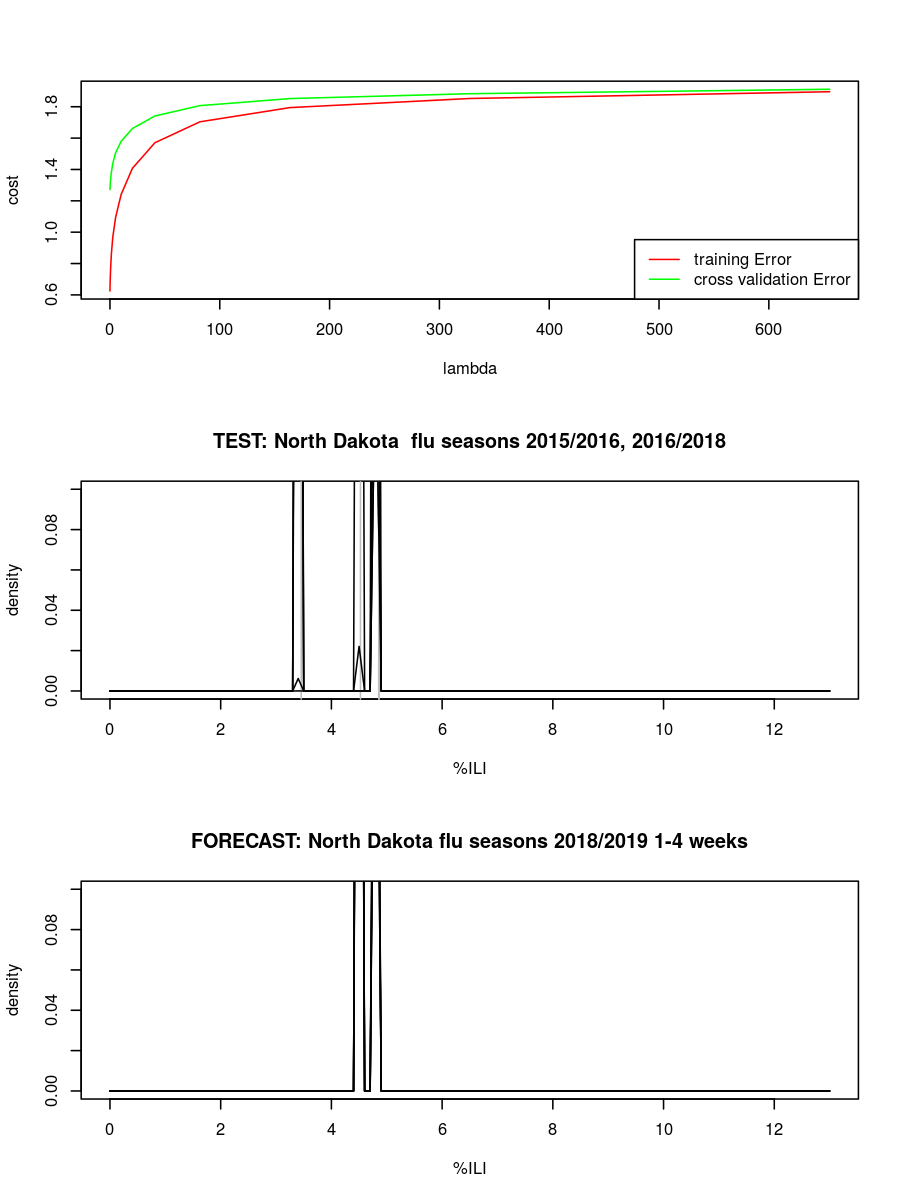 cost
0.6
1.0
1.4
1.8
training Error
cross validation Error
0 100 200 300 400 500 600
lambda
TEST: North Dakota  flu seasons 2015/2016, 2016/2018
density
0.00
0.04
0.08
0 2 4 6 8 10 12
%ILI
FORECAST: North Dakota flu seasons 2018/2019 1-4 weeks
density
0.00
0.04
0.08
0 2 4 6 8 10 12
%ILI